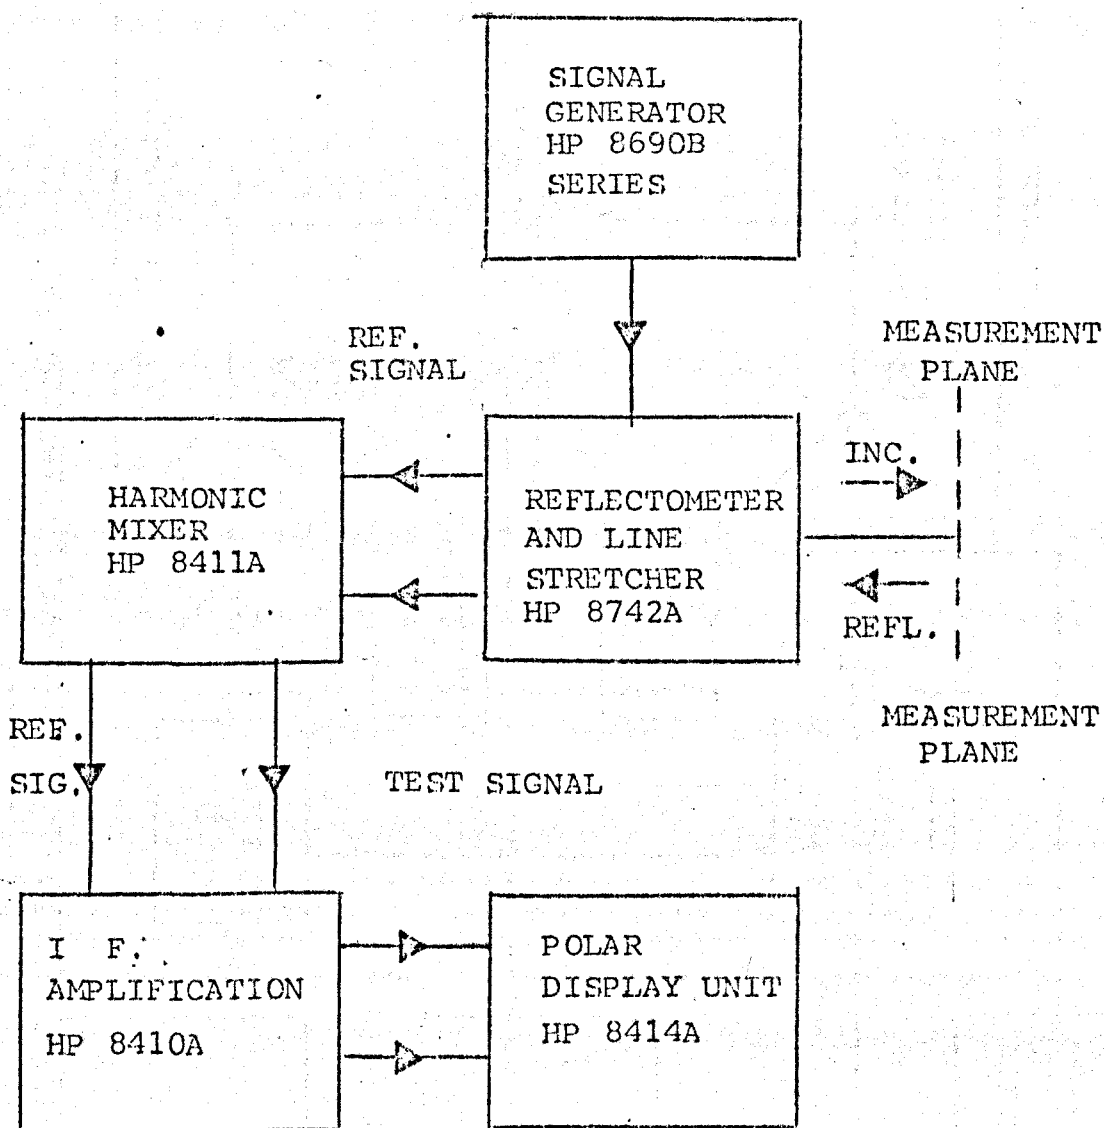 SIGNAL
GENERATOR
HP 8690B
SERIES
REF.
SIGNAL
MEASUREMENT
PLANE
HARMONIC
MIXER
HP 8411A
REFLECTOMETER
AND LINE
STRETCHER
HP 8742A
INC.
REFL.
MEASUREMENT
PLANE
REF.
SIG.
TEST SIGNAL
I F.
AMPLIFICATION
HP 8410A
POLAR
DISPLAY UNIT
HP 8414A